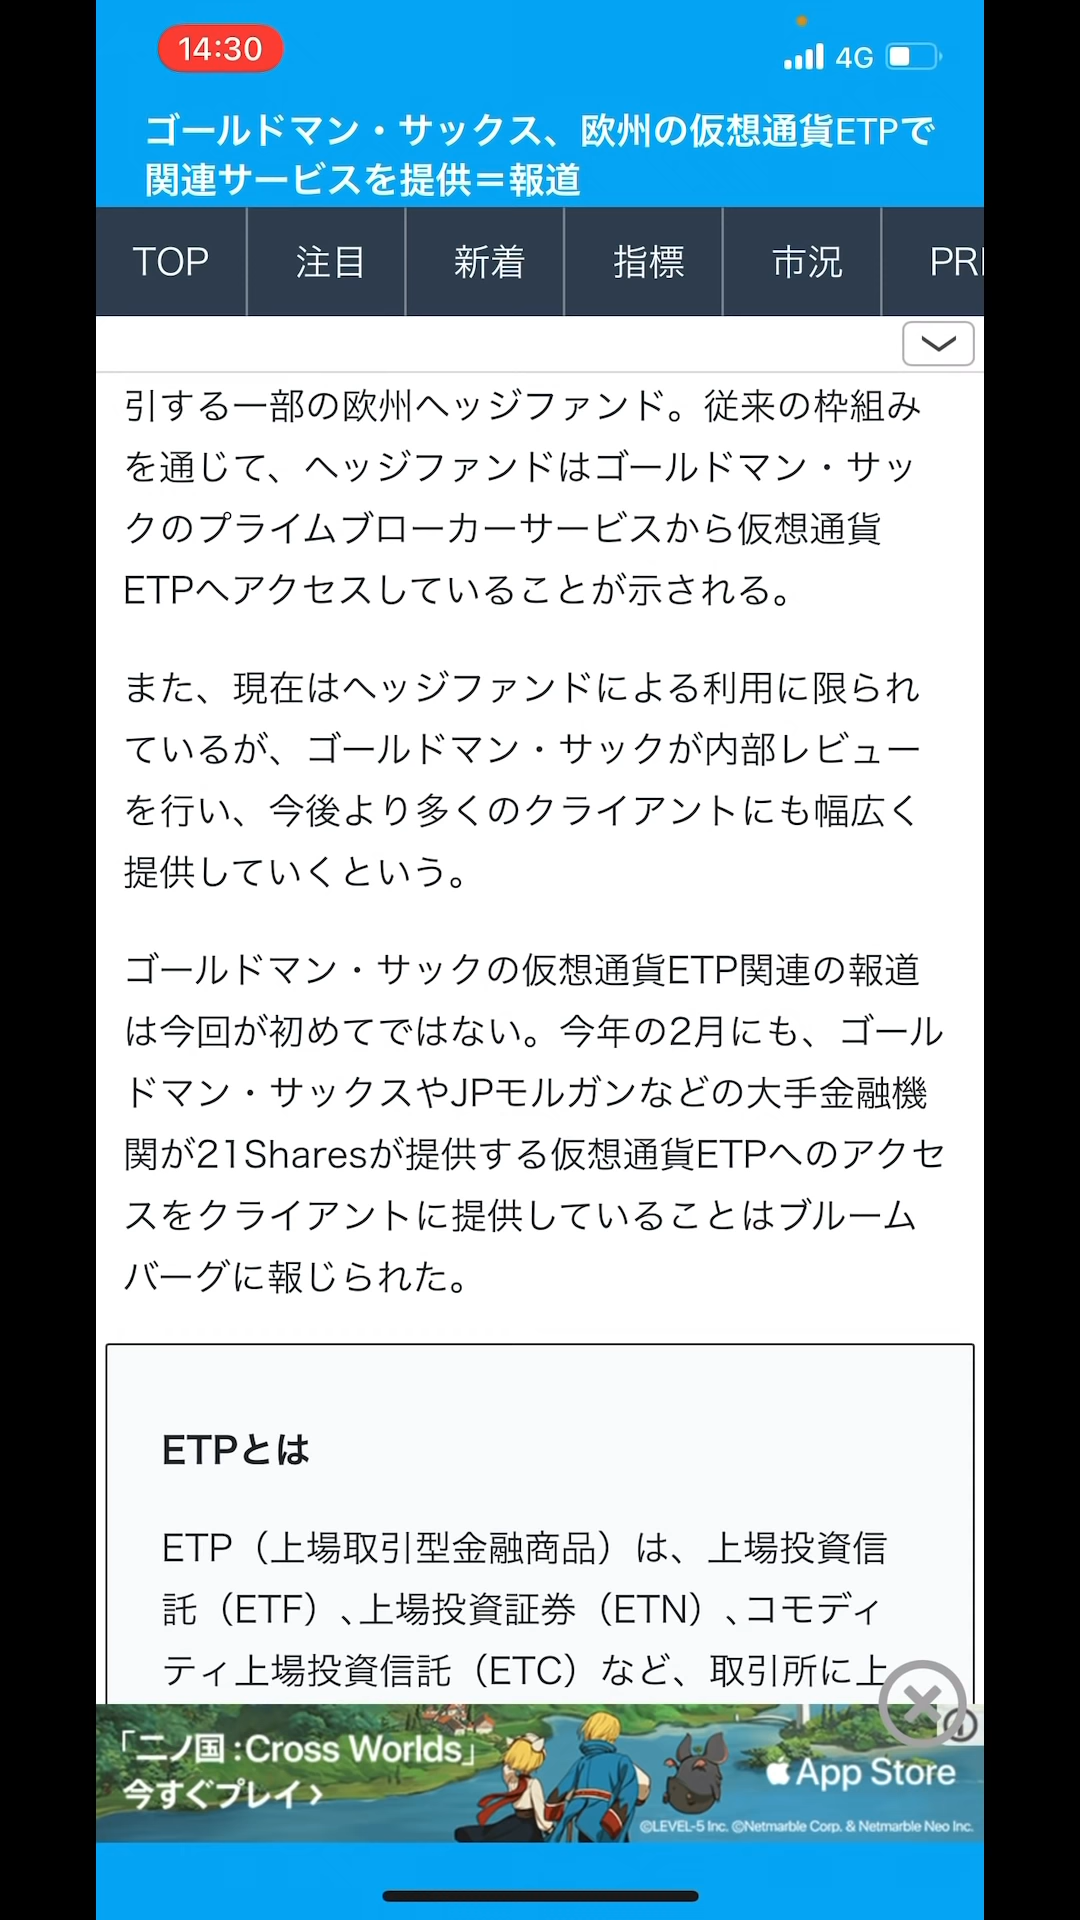 14:30
4G
ゴールドマン・サックス、欧州の仮想通貨ETPで
関連サービスを提供＝報道
TOP 注目 新着 指標 市況
引する一部の欧州ヘッジファンド。従来の枠組み
を通じて、ヘッジファンドはゴールドマン・サッ
クのプライムブローカーサービスから仮想通貨
ETPへアクセスしていることが示される。
また、現在はヘッジファンドによる利用に限られ
ているが、ゴールドマン・サックが内部レビュー
を行い、今後より多くのクライアントにも幅広く
提供していくという。
ゴールドマン・サックの仮想通貨ETP関連の報道
は今回が初めてではない。今年の2月にも、ゴール
ドマン・サックスやJPモルガンなどの大手金融機
関が21Sharesが提供する仮想通貨ETPへのアクセ
スをクライアントに提供していることはブルーム
バーグに報じられた。
ETPとは
ETP（上場取引型金融商品）は、上場投資信
託（ETF）、上場投資証券（ETN）、コモディ
ティ上場投資信託（ETC）など、取引所に上
「二ノ国:Cross Worlds」
今すぐプレイ>
App Store
©LEVEL-5 Inc. ©Netmarble Corp. & Netmarble Neo Inc.